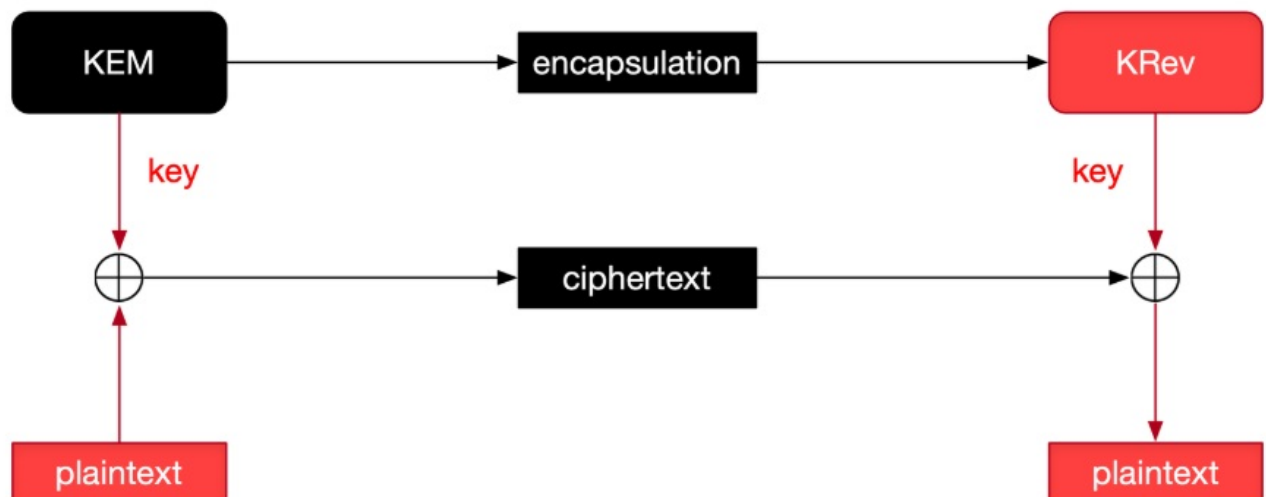 KEM
encapsulation
KRev
key
key
ciphertext
plaintext
plaintext